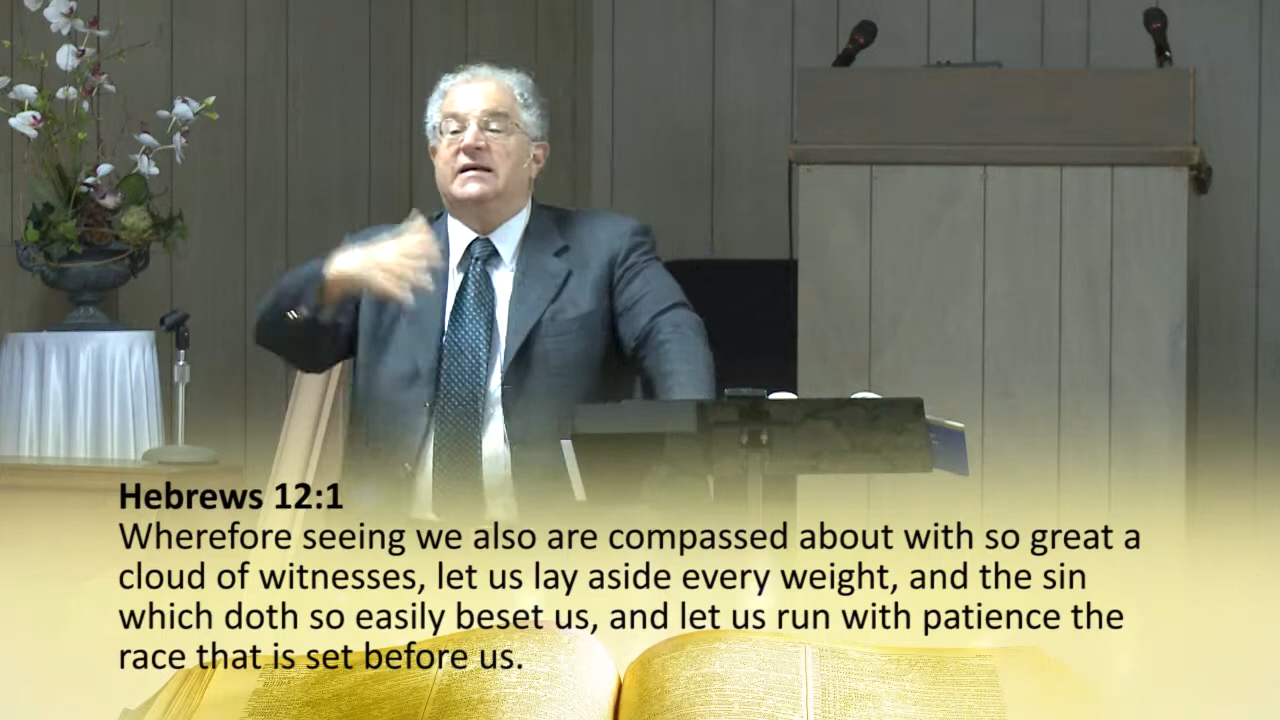 Hebrews 12:1
Wherefore seeing we also are compassed about with so great a
cloud of witnesses, let us lay aside every weight, and the sin
which doth so easily beset us, and let us run with patience the
race that is set before us.